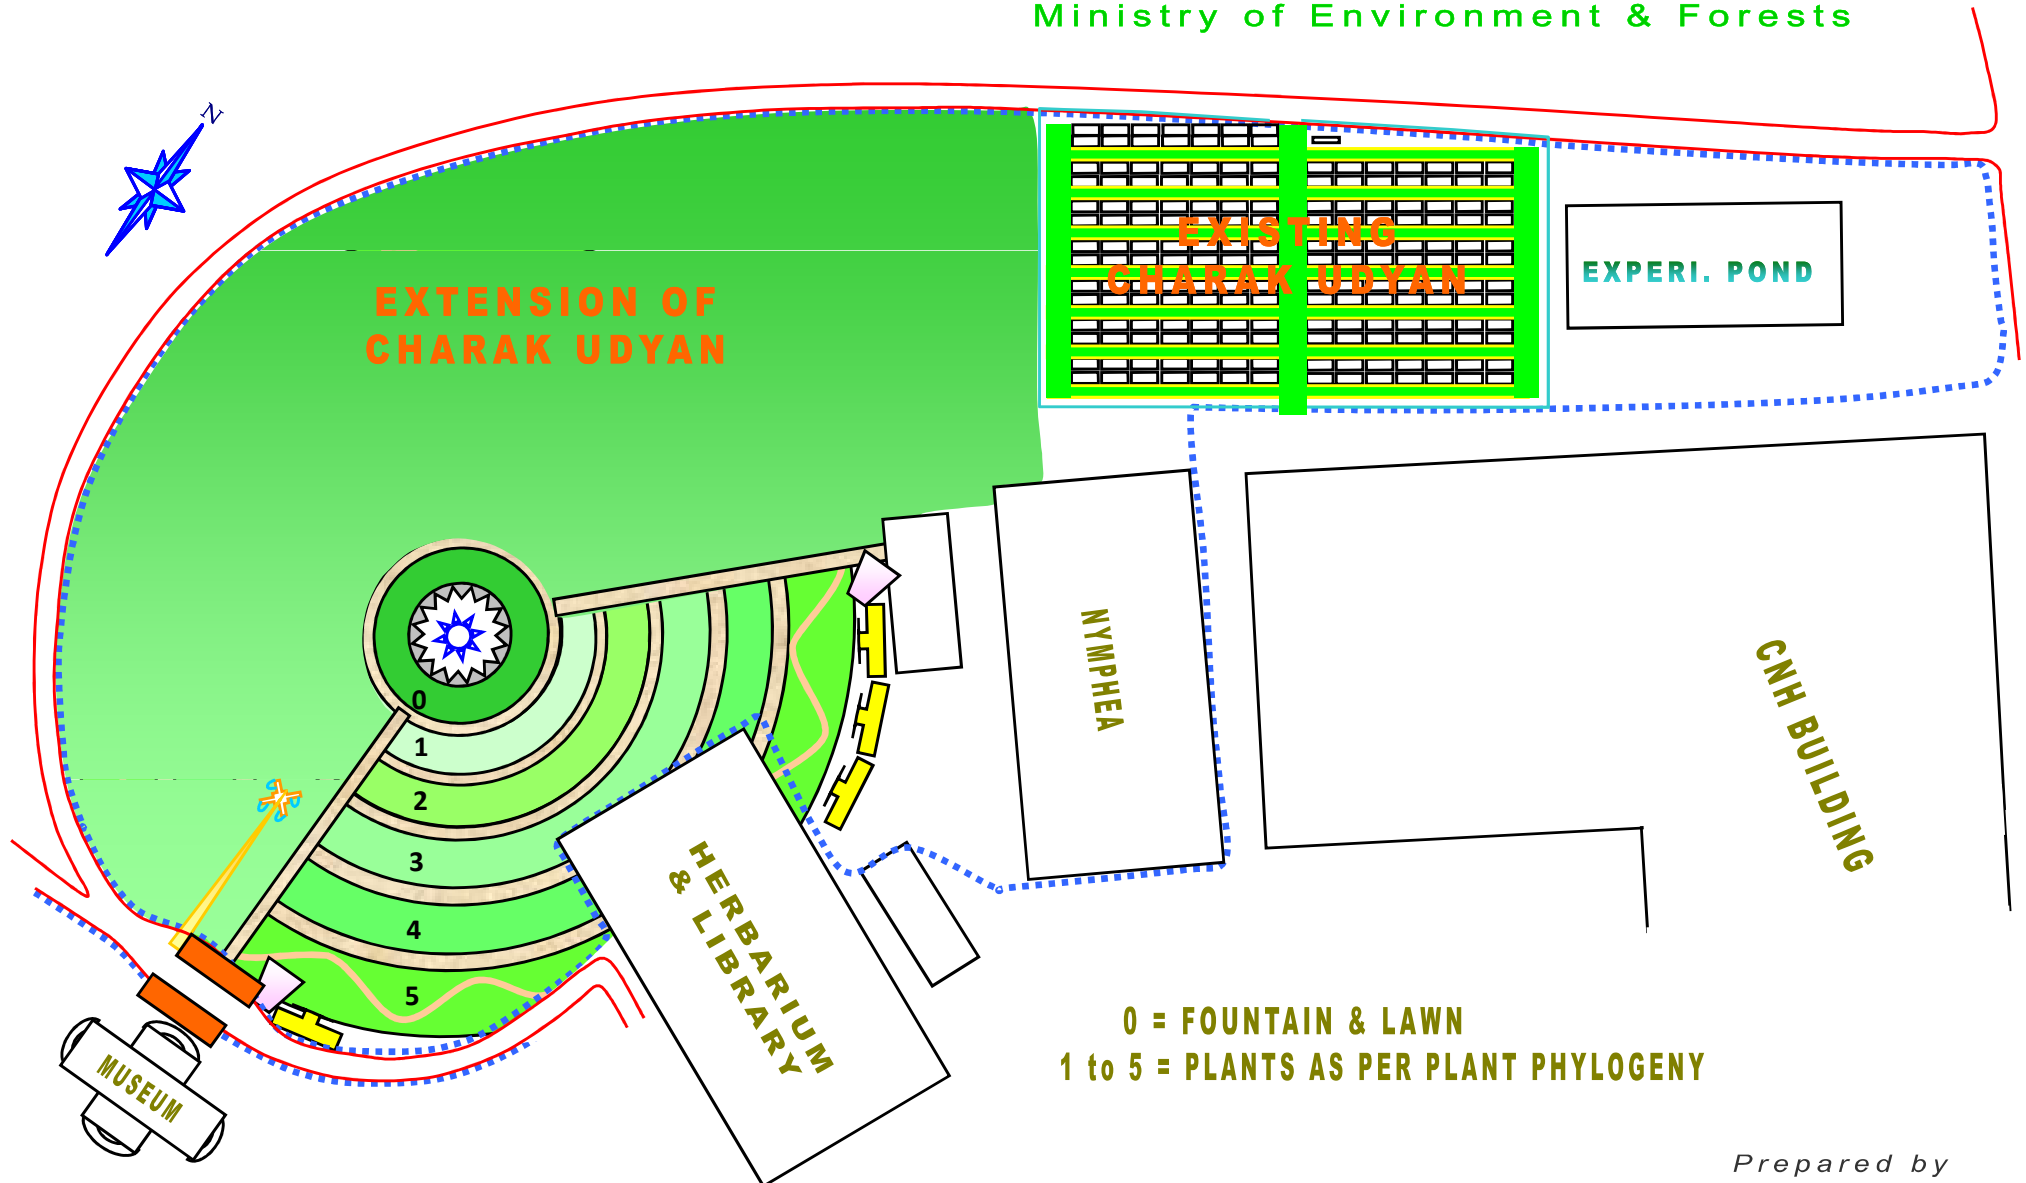 Ministry of Environment & Forests
N
EXISTING
CHARAK UDYAN
EXPERI. POND
EXTENSION OF
CHARAK UDYAN
NYMPHEA
CNH BUILDING
0
1
2
3
4
5
HERBARIUM
& LIBRARY
MUSEUM
0 = FOUNTAIN & LAWN
1 to 5 = PLANTS AS PER PLANT PHYLOGENY
Prepared by